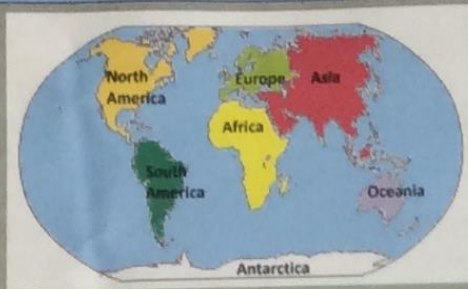 North
America
Europe
Asia
Africa
South
America
Oceania
Antarctica